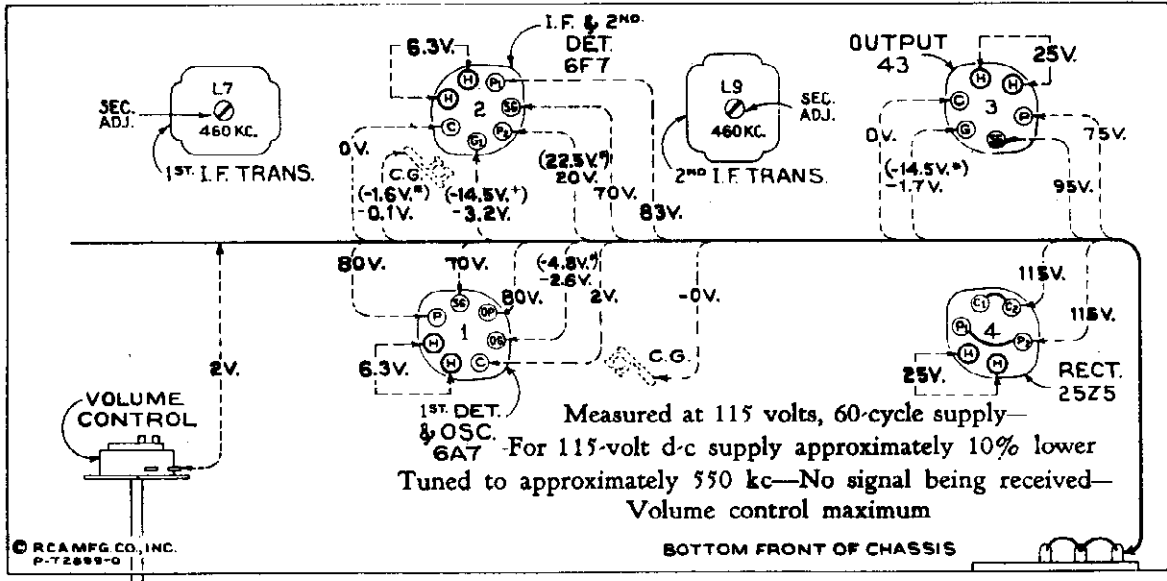 I.F. & 2ND.
DET.
6F7
6.3V.
H
H
P1
SG
P2
G1
C
2
L7
460 KC.
SEC. ADJ.
1ST. I.F. TRANS.
L9
460 KC.
SEC. ADJ.
2ND I.F. TRANS.
OUTPUT
43
25V.
H
H
C
P
G
SG
3
0V.
C.G.
(-1.6V.*)
-0.1V.
(-14.5V.+)
-3.2V.
(22.5V.*)
20V.
70V.
83V.
0V.
(-14.5V.*)
-1.7V.
95V.
75V.
80V.
70V.
80V.
(-4.8V.*)
-2.6V.
2V.
-0V.
C.G.
115V.
115V.
2V.
VOLUME
CONTROL
SG
P
OP
OG
H
H
C
1
6.3V.
1ST. DET.
& OSC.
6A7
C1
C2
P1
P2
H
H
4
25V.
RECT.
25Z5
Measured at 115 volts, 60-cycle supply—
For 115-volt d-c supply approximately 10% lower
Tuned to approximately 550 kc—No signal being received—
Volume control maximum
© RCA MFG. CO., INC.
P-T2899-0
BOTTOM FRONT OF CHASSIS